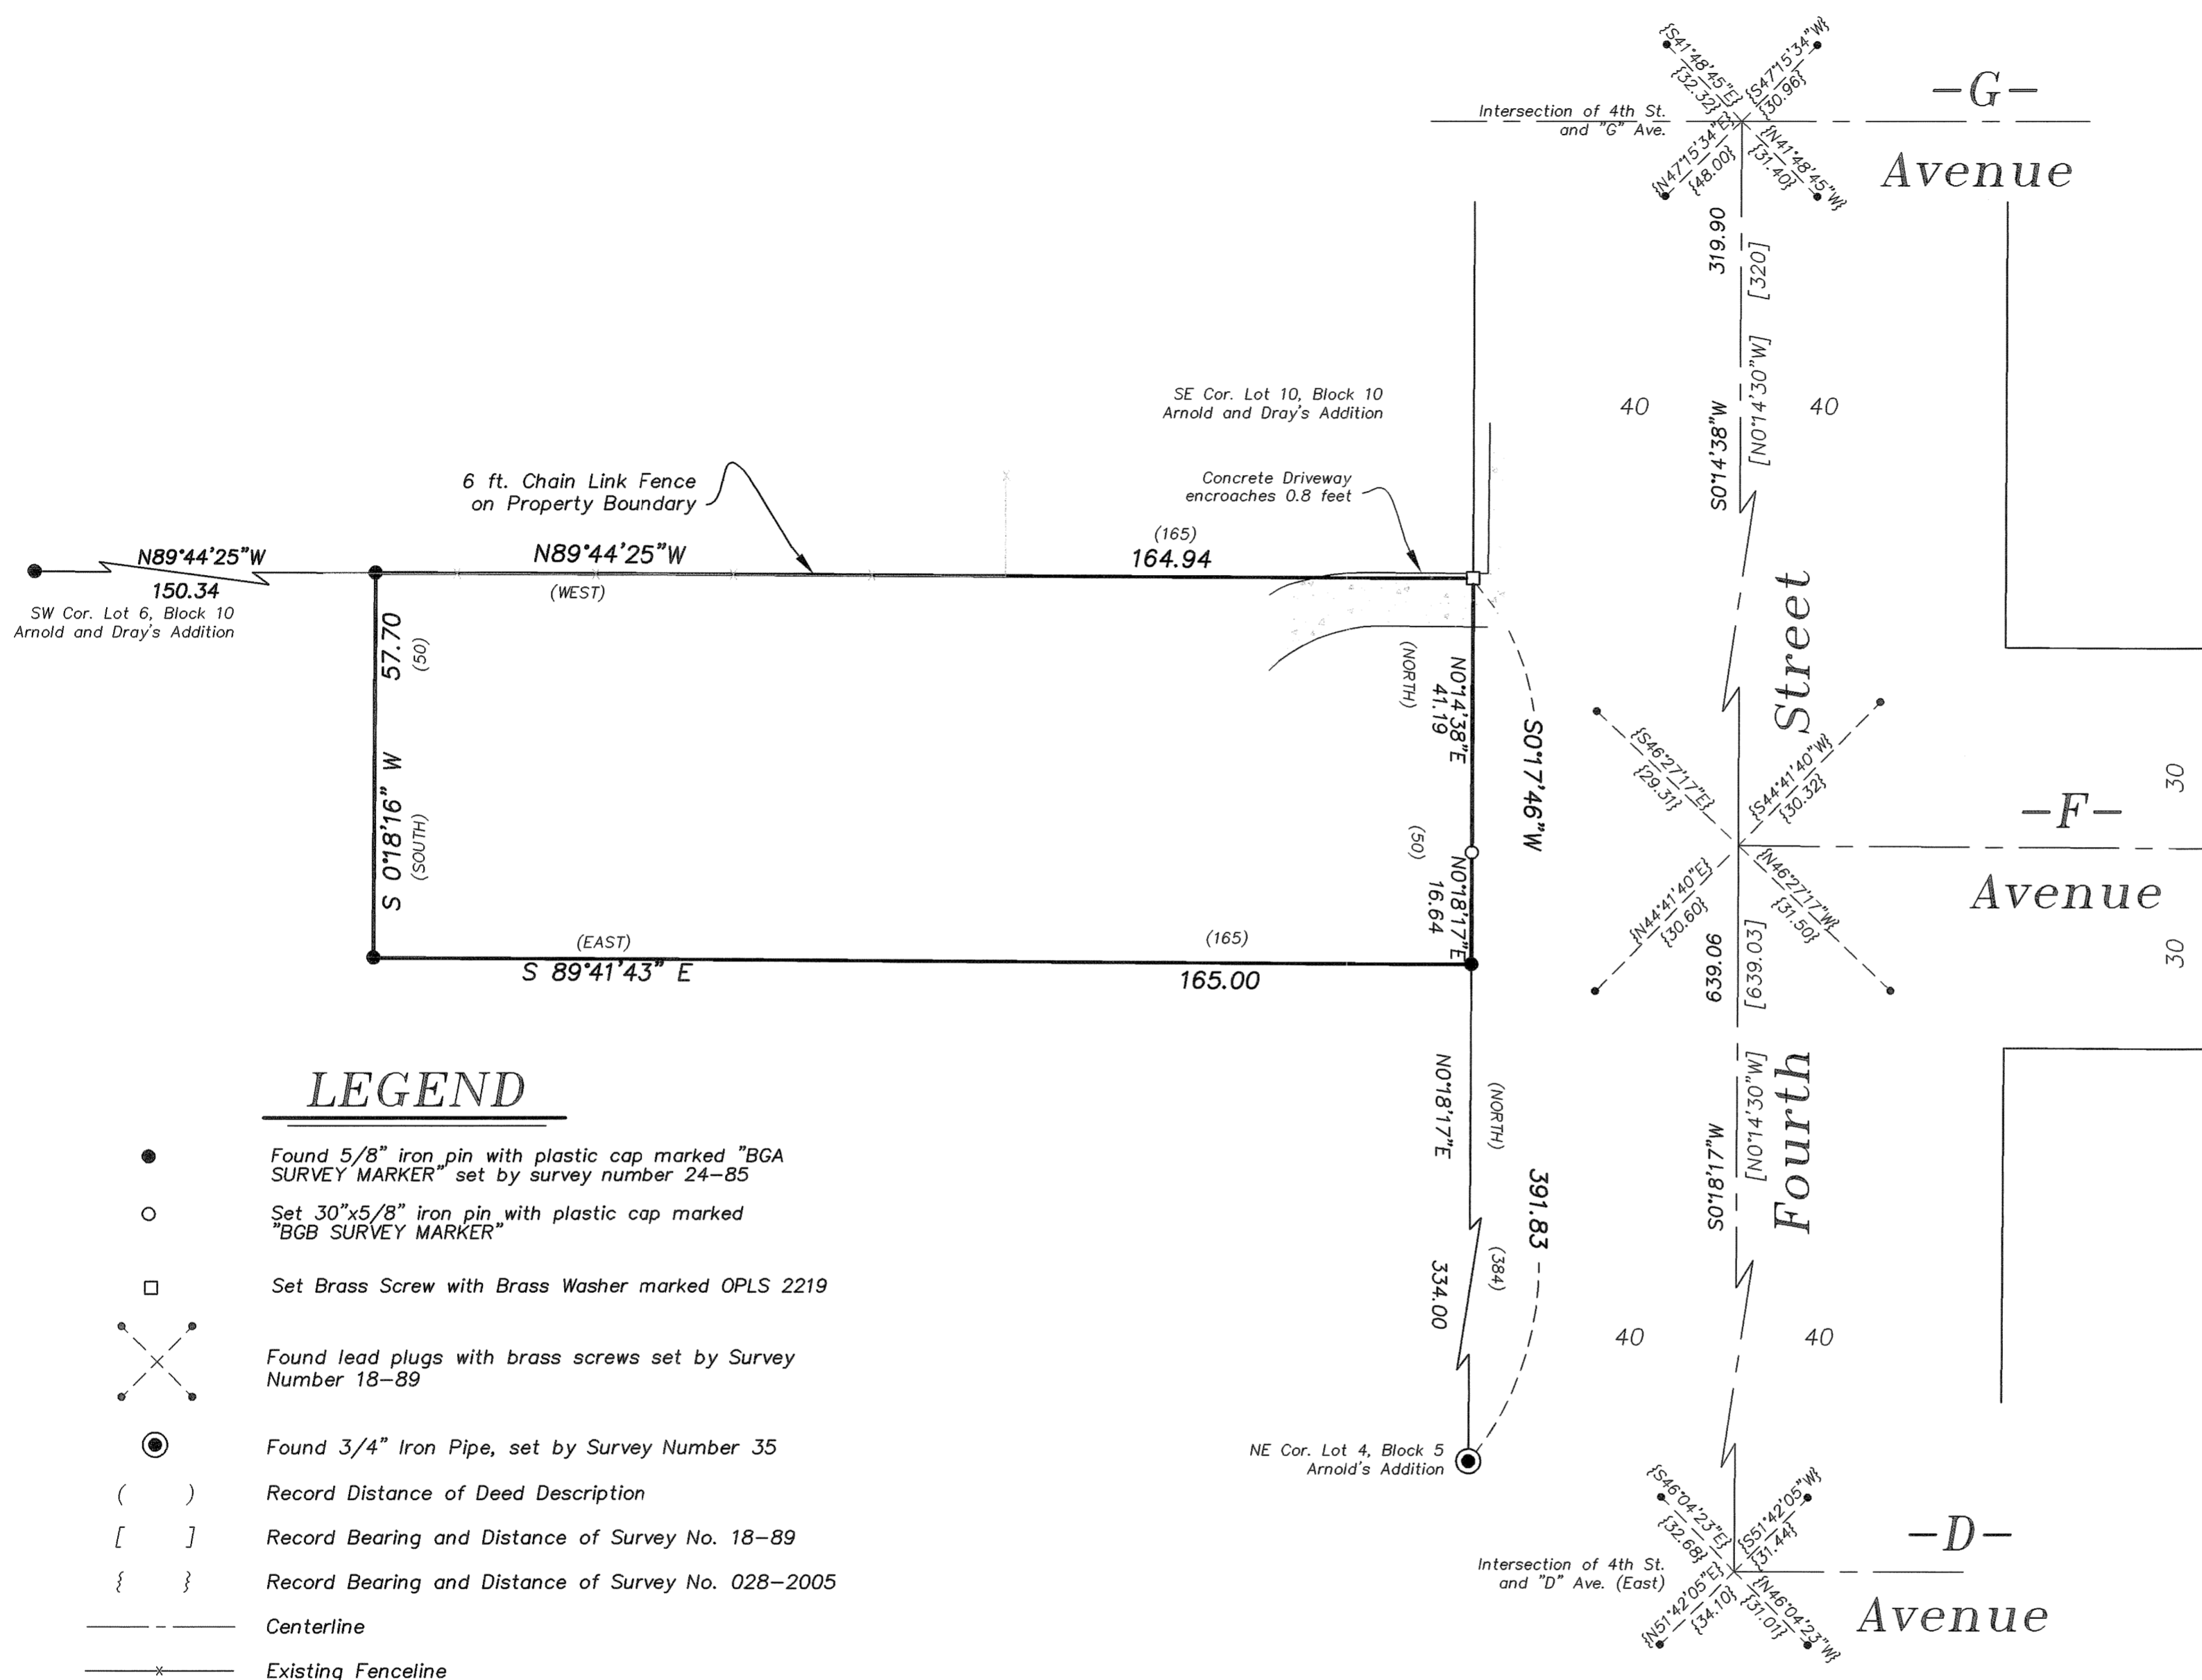 {S41°48'45"E}
{32.32}
{S47°15'34"W}
{30.96}
{N47°15'34"E}
{48.00}
{N41°48'45"W}
{31.40}
Intersection of 4th St.
and "G" Ave.
-G-
Avenue
319.90
[320]
S0°14'38"W
[N0°14'30"W]
40
40
SE Cor. Lot 10, Block 10
Arnold and Dray's Addition
6 ft. Chain Link Fence
on Property Boundary
Concrete Driveway
encroaches 0.8 feet
N89°44'25"W
150.34
SW Cor. Lot 6, Block 10
Arnold and Dray's Addition
N89°44'25"W
(WEST)
(165)
164.94
57.70
(50)
S 0°18'16" W
(SOUTH)
(NORTH)
N0°14'38"E
41.19
(50)
N0°18'17"E
16.64
S0°17'46"W
391.83
(EAST)
S 89°41'43" E
(165)
165.00
Fourth Street
{S46°27'17"E}
{29.31}
{S44°41'40"W}
{30.32}
{N44°41'40"E}
{30.60}
{N46°27'17"W}
{31.50}
-F-
Avenue
30
30
639.06
[639.03]
S0°18'17"W
[N0°14'30"W]
N0°18'17"E
(NORTH)
334.00
(384)
40
40
NE Cor. Lot 4, Block 5
Arnold's Addition
{S46°04'23"E}
{32.68}
{S51°42'05"W}
{31.44}
{N51°42'05"E}
{34.10}
{N46°04'23"W}
{31.01}
Intersection of 4th St.
and "D" Ave. (East)
-D-
Avenue
LEGEND
Found 5/8" iron pin with plastic cap marked "BGA
SURVEY MARKER" set by survey number 24-85
Set 30"x5/8" iron pin with plastic cap marked
"BGB SURVEY MARKER"
Set Brass Screw with Brass Washer marked OPLS 2219
Found lead plugs with brass screws set by Survey
Number 18-89
Found 3/4" Iron Pipe, set by Survey Number 35
( ) Record Distance of Deed Description
[ ] Record Bearing and Distance of Survey No. 18-89
{ } Record Bearing and Distance of Survey No. 028-2005
Centerline
Existing Fenceline